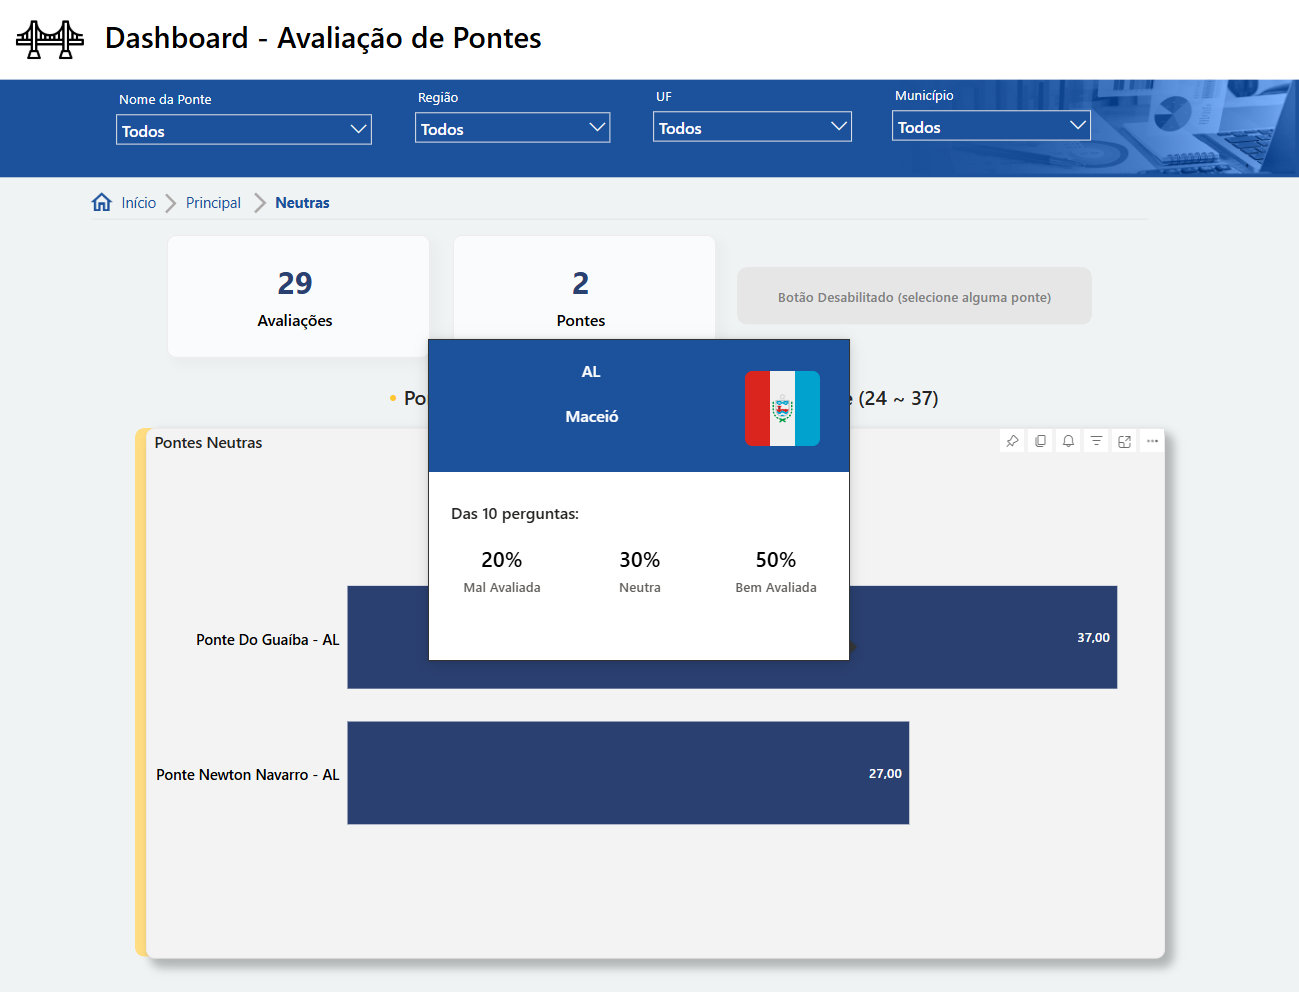 Dashboard - Avaliação de Pontes
Nome da Ponte
Região
UF
Município
Todos
Todos
Todos
Todos
Início
Principal
Neutras
29
Avaliações
2
Pontes
Botão Desabilitado (selecione alguma ponte)
(24 ~ 37)
AL
Maceió
Pontes Neutras
Das 10 perguntas:
20%
30%
50%
Mal Avaliada
Neutra
Bem Avaliada
Ponte Do Guaíba - AL
37,00
Ponte Newton Navarro - AL
27,00